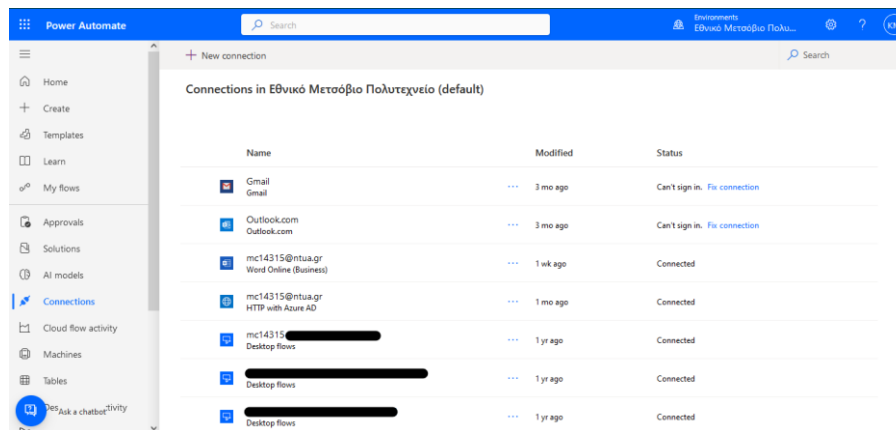 Power Automate
Search
Environments
Εθνικό Μετσόβιο Πολυ...
?
New connection
Search
Home
Create
Templates
Learn
My flows
Approvals
Solutions
AI models
Connections
Cloud flow activity
Machines
Tables
Ask a chatbot
Connections in Εθνικό Μετσόβιο Πολυτεχνείο (default)
Name Modified Status
Gmail
Gmail
... 3 mo ago Can't sign in. Fix connection
Outlook.com
Outlook.com
... 3 mo ago Can't sign in. Fix connection
mc14315@ntua.gr
Word Online (Business)
... 1 wk ago Connected
mc14315@ntua.gr
HTTP with Azure AD
... 1 mo ago Connected
mc14315
Desktop flows
... 1 yr ago Connected
Desktop flows
... 1 yr ago Connected
Desktop flows
... 1 yr ago Connected